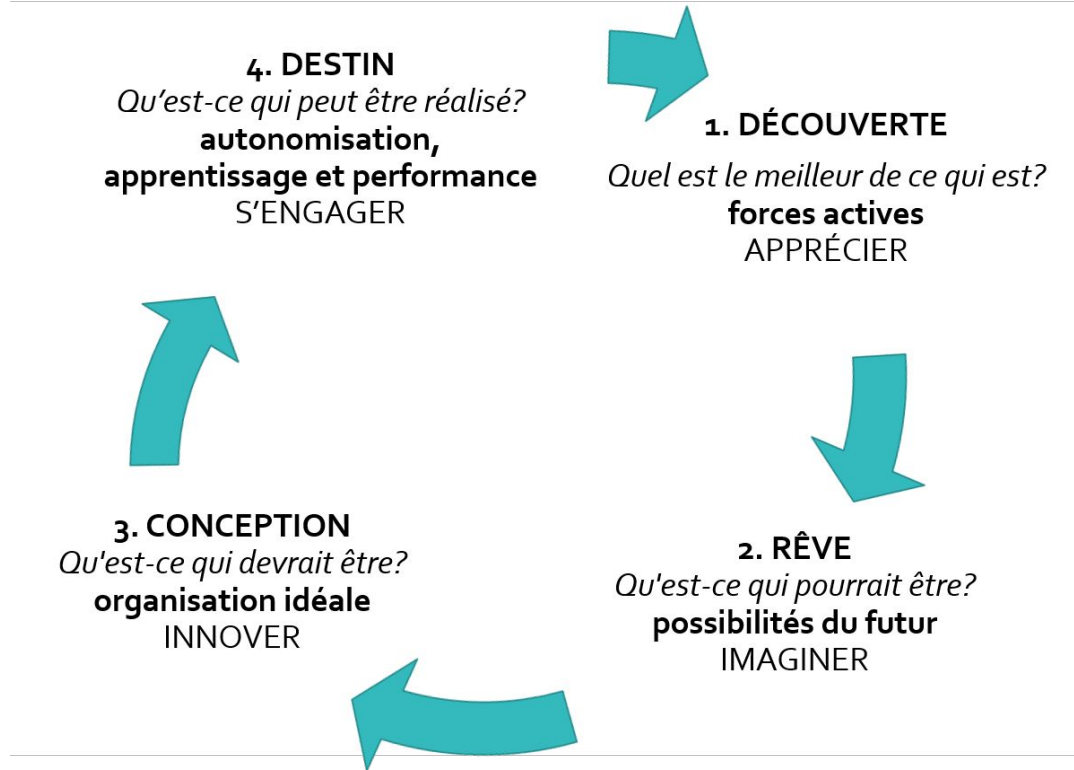 4. DESTIN
Qu’est-ce qui peut être réalisé?
autonomisation,
apprentissage et performance
S’ENGAGER
1. DÉCOUVERTE
Quel est le meilleur de ce qui est?
forces actives
APPRÉCIER
2. RÊVE
Qu'est-ce qui pourrait être?
possibilités du futur
IMAGINER
3. CONCEPTION
Qu'est-ce qui devrait être?
organisation idéale
INNOVER